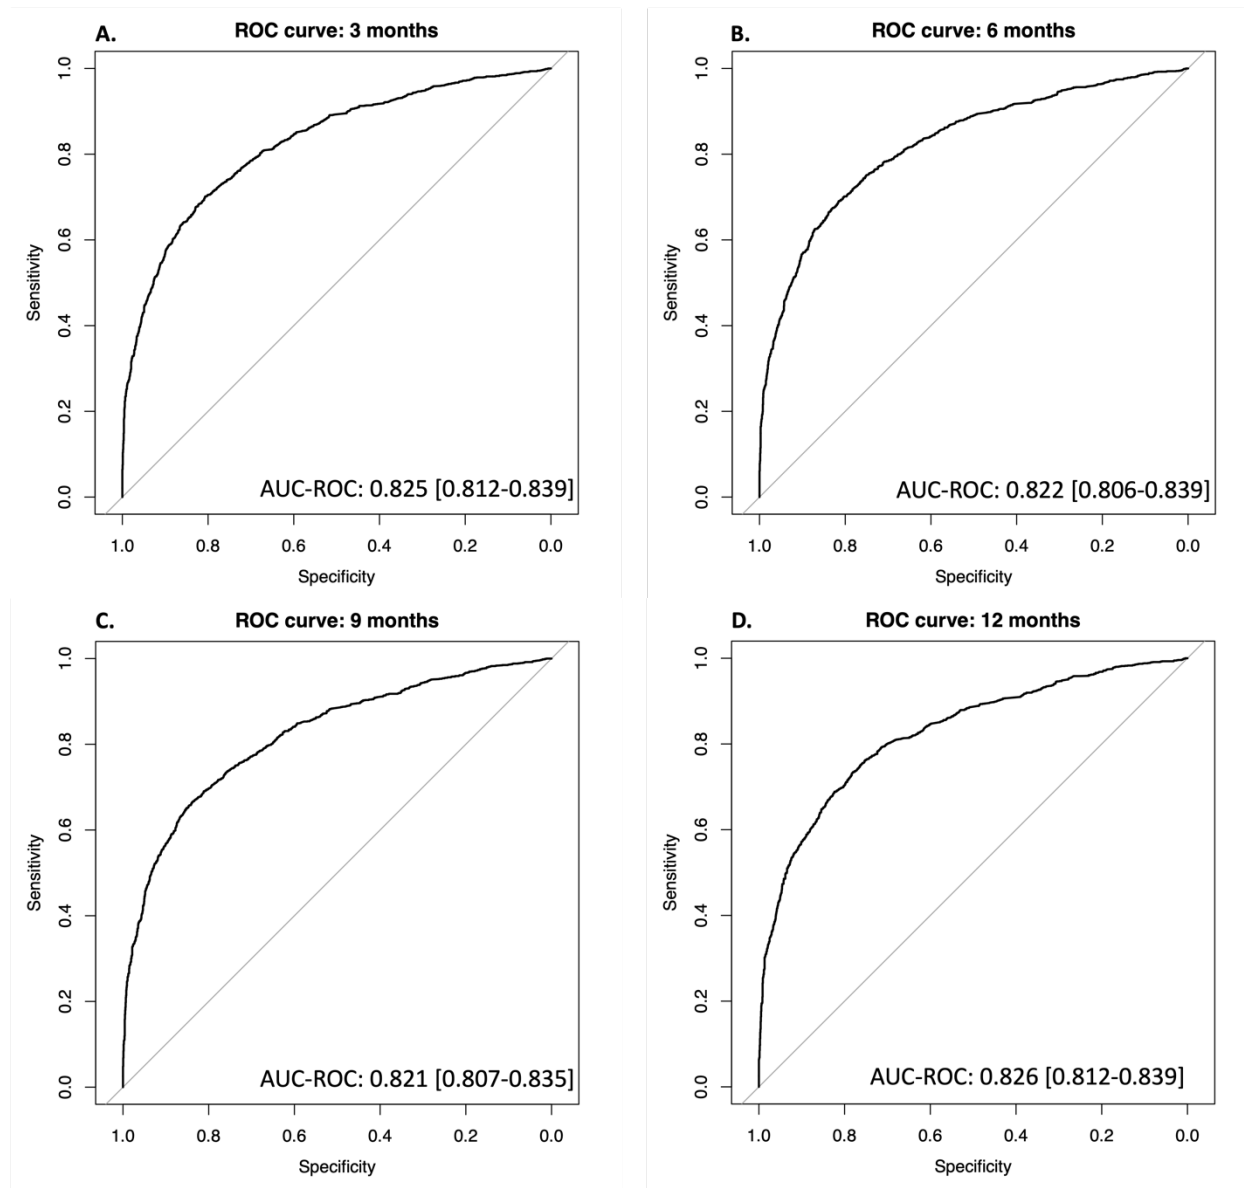 A. ROC curve: 3 months
1.0
0.8
0.6
0.4
0.2
0.0
Sensitivity
AUC-ROC: 0.825 [0.812-0.839]
1.0 0.8 0.6 0.4 0.2 0.0
Specificity
B. ROC curve: 6 months
1.0
0.8
0.6
0.4
0.2
0.0
Sensitivity
AUC-ROC: 0.822 [0.806-0.839]
1.0 0.8 0.6 0.4 0.2 0.0
Specificity
C. ROC curve: 9 months
1.0
0.8
0.6
0.4
0.2
0.0
Sensitivity
AUC-ROC: 0.821 [0.807-0.835]
1.0 0.8 0.6 0.4 0.2 0.0
Specificity
D. ROC curve: 12 months
1.0
0.8
0.6
0.4
0.2
0.0
Sensitivity
AUC-ROC: 0.826 [0.812-0.839]
1.0 0.8 0.6 0.4 0.2 0.0
Specificity